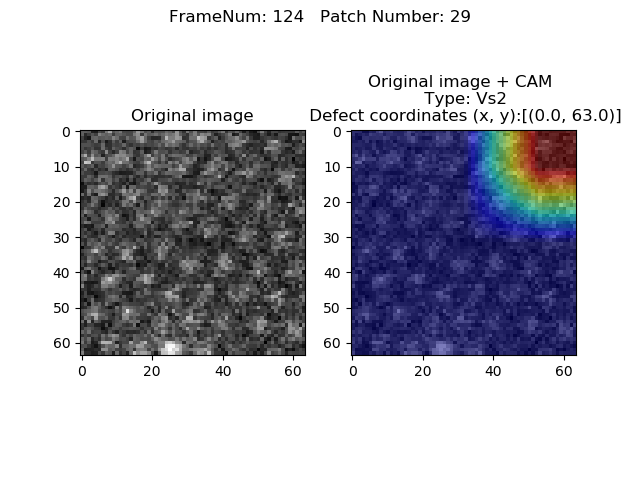 FrameNum: 124   Patch Number: 29
Original image
Original image + CAM
Type: Vs2
Defect coordinates (x, y):[(0.0, 63.0)]
0
10
20
30
40
50
60
0 20 40 60
0
10
20
30
40
50
60
0 20 40 60